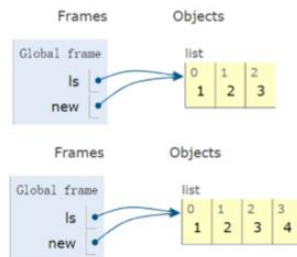 Frames Objects
Global frame list
0 1 2
ls 1 2 3
new
Frames Objects
Global frame list
0 1 2 3
ls 1 2 3 4
new